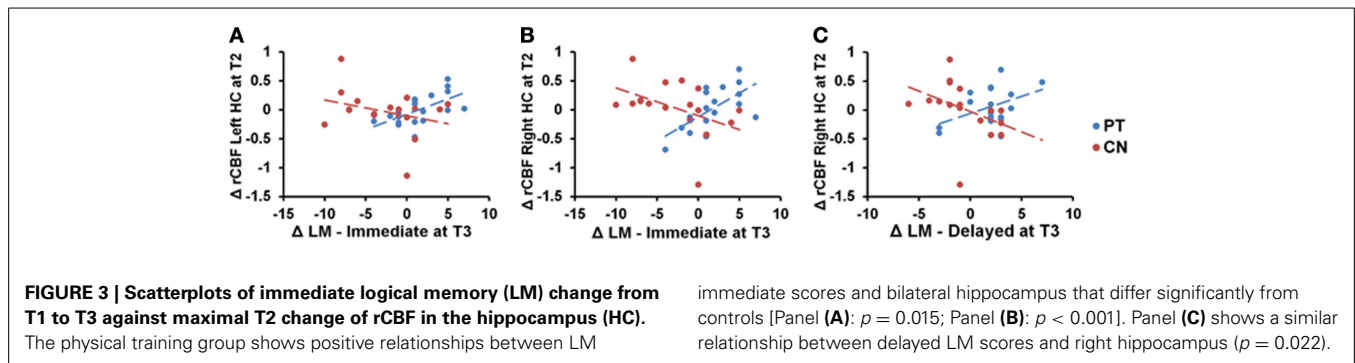 A
B
C
Δ rCBF Left HC at T2
1
0.5
0
-0.5
-1
-1.5
-15 -10 -5 0 5 10
Δ LM - Immediate at T3
Δ rCBF Right HC at T2
1
0.5
0
-0.5
-1
-1.5
-15 -10 -5 0 5 10
Δ LM - Immediate at T3
Δ rCBF Right HC at T2
1
0.5
0
-0.5
-1
-1.5
-10 -5 0 5 10
Δ LM - Delayed at T3
PT
CN
FIGURE 3 | Scatterplots of immediate logical memory (LM) change from
T1 to T3 against maximal T2 change of rCBF in the hippocampus (HC).
The physical training group shows positive relationships between LM
immediate scores and bilateral hippocampus that differ significantly from
controls [Panel (A): p = 0.015; Panel (B): p < 0.001]. Panel (C) shows a similar
relationship between delayed LM scores and right hippocampus (p = 0.022).